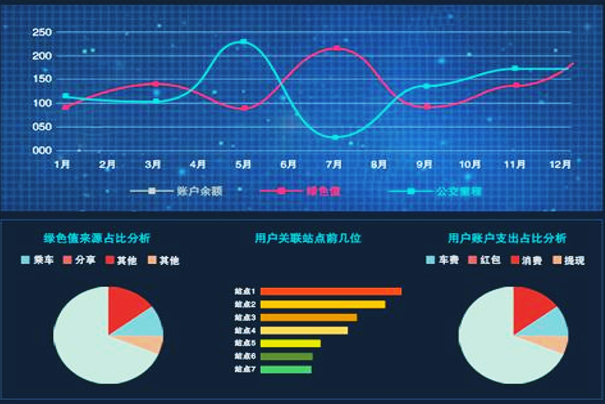 250
200
150
100
050
000
1月 2月 3月 4月 5月 6月 7月 8月 9月 10月 11月 12月
账户余额 绿色值 公交里程
绿色值来源占比分析
乘车 分享 其他 其他
用户关联站点前几位
站点1
站点2
站点3
站点4
站点5
站点6
站点7
用户账户支出占比分析
车费 红包 消费 提现